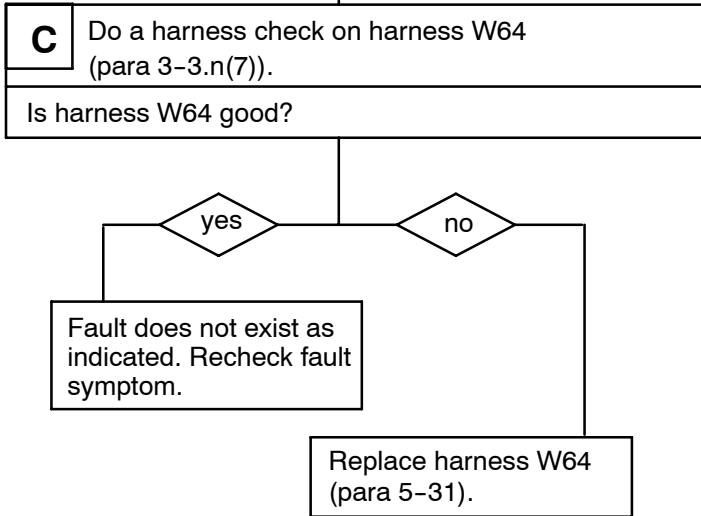 C
Do a harness check on harness W64
(para 3-3.n(7)).
Is harness W64 good?
yes
no
Fault does not exist as
indicated. Recheck fault
symptom.
Replace harness W64
(para 5-31).